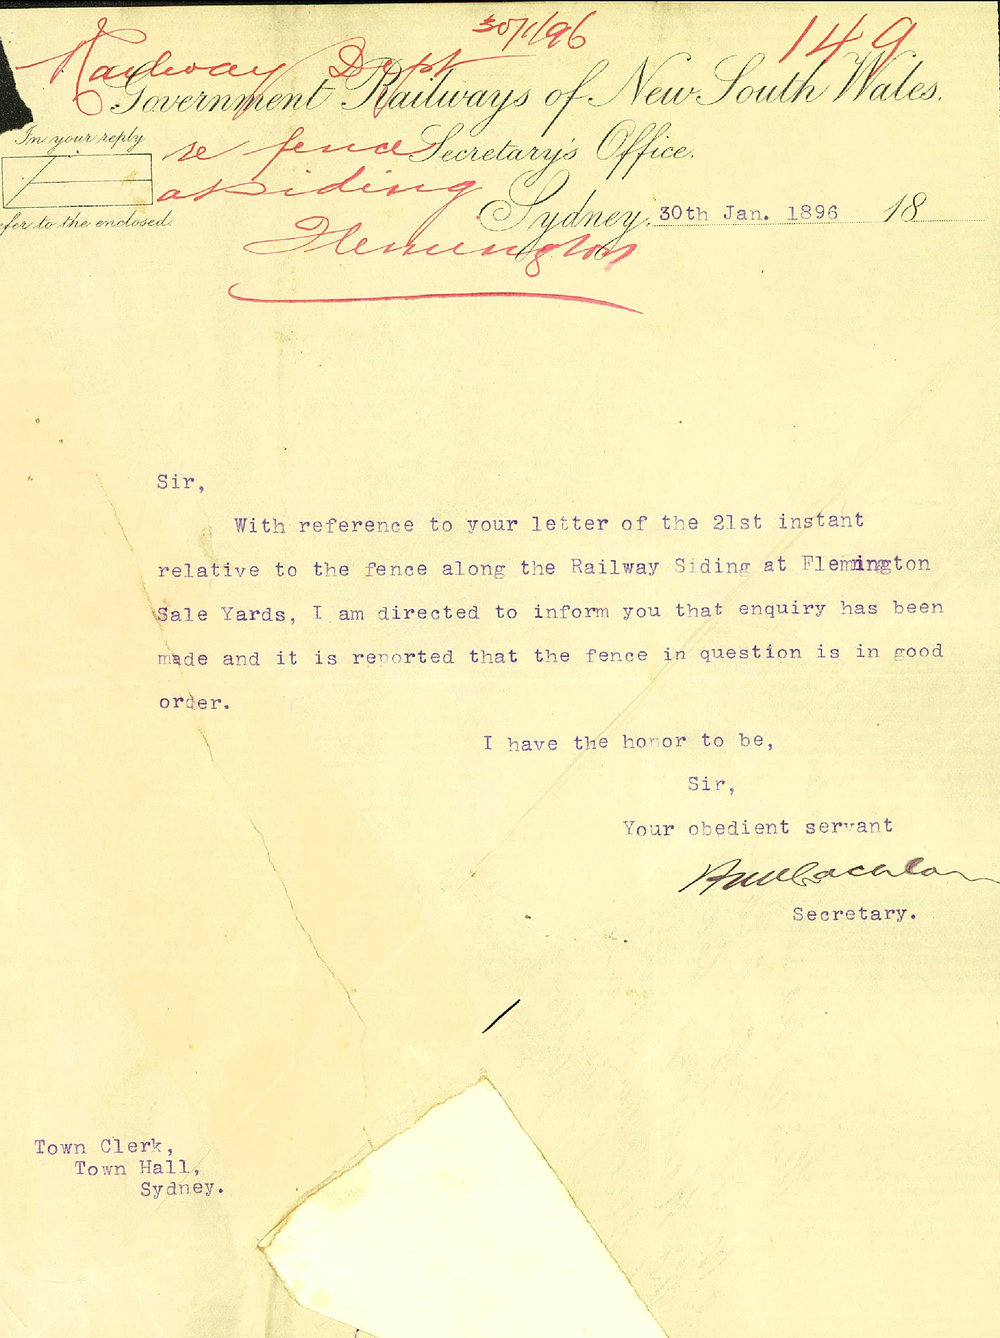 30/1/96
149
Railway Dept
Government Railways of New South Wales.
In your reply
re fence
Secretary's Office.
at Siding
efer to the enclosed.
Sydney, 30th Jan. 1896 18
Flemington
Sir,
With reference to your letter of the 21st instant
relative to the fence along the Railway Siding at Flemington
Sale Yards, I am directed to inform you that enquiry has been
made and it is reported that the fence in question is in good
order.
I have the honor to be,
Sir,
Your obedient servant
Secretary.
Town Clerk,
Town Hall,
Sydney.